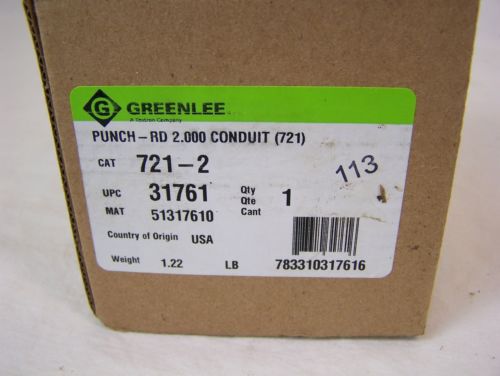 G GREENLEE
A Textron Company
PUNCH-RD 2.000 CONDUIT (721)
CAT 721-2
113
UPC 31761 Qty
Qte 1
MAT 51317610 Cant
Country of Origin USA
Weight 1.22 LB 783310317616